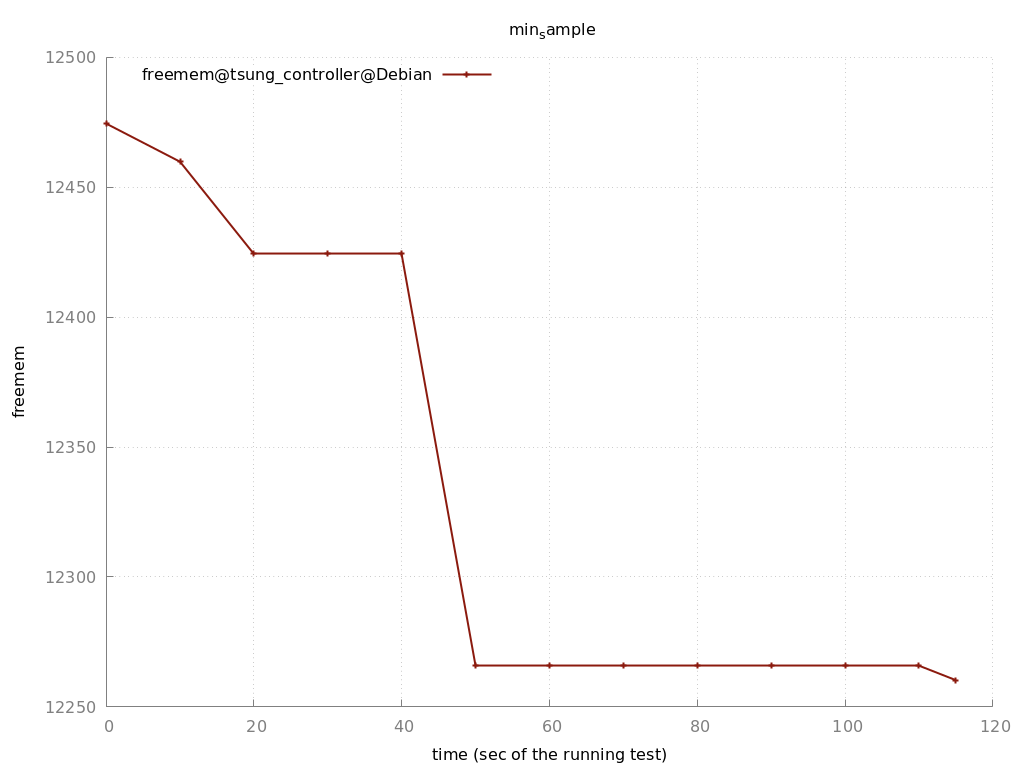 min_sample
12500
freemem@tsung_controller@Debian
12450
12400
12350
12300
12250
freemem
0 20 40 60 80 100 120
time (sec of the running test)